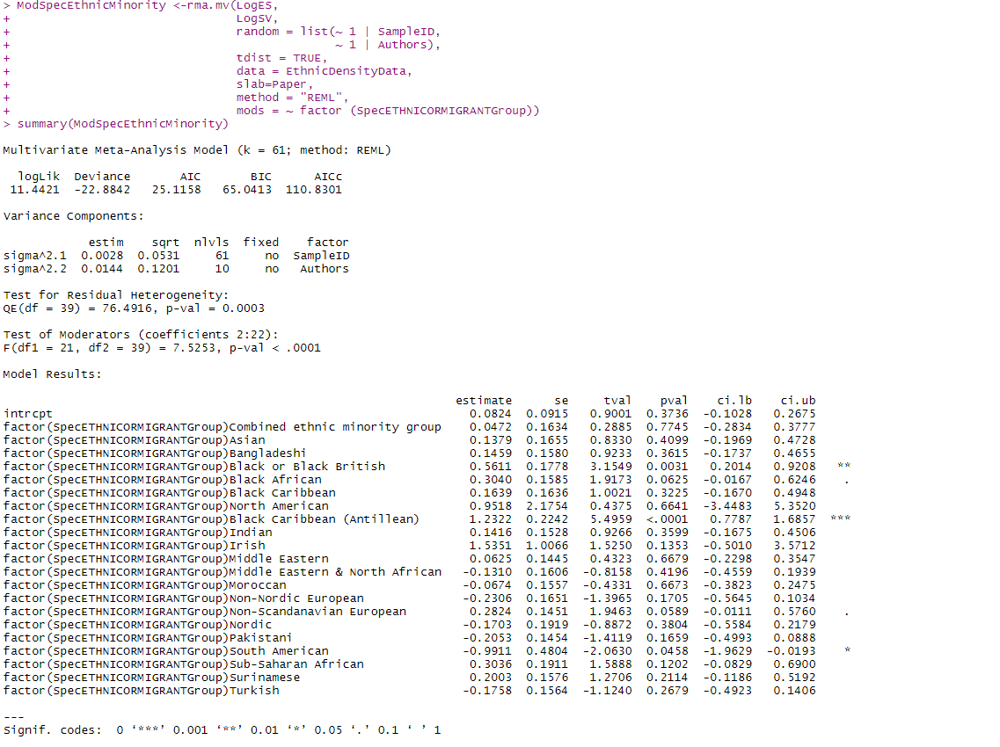 > ModSpecEthnicMinority <-rma.mv(LogES,
+                                LogSV,
+                                random = list(~ 1 | SampleID,
+                                              ~ 1 | Authors),
+                                tdist = TRUE,
+                                data = EthnicDensityData,
+                                slab=Paper,
+                                method = "REML",
+                                mods = ~ factor (SpecETHNICORMIGRANTGroup))
> summary(ModSpecEthnicMinority)
Multivariate Meta-Analysis Model (k = 61; method: REML)
logLik Deviance AIC BIC AICc
11.4421 -22.8842 25.1158 65.0413 110.8301
Variance Components:
estim sqrt nlvls fixed factor
sigma^2.1 0.0028 0.0531 61 no SampleID
sigma^2.2 0.0144 0.1201 10 no Authors
Test for Residual Heterogeneity:
QE(df = 39) = 76.4916, p-val = 0.0003
Test of Moderators (coefficients 2:22):
F(df1 = 21, df2 = 39) = 7.5253, p-val < .0001
Model Results:
estimate se tval pval ci.lb ci.ub
intrcpt 0.0824 0.0915 0.9001 0.3736 -0.1028 0.2675
factor(SpecETHNICORMIGRANTGroup)Combined ethnic minority group 0.0472 0.1634 0.2885 0.7745 -0.2834 0.3777
factor(SpecETHNICORMIGRANTGroup)Asian 0.1379 0.1655 0.8330 0.4099 -0.1969 0.4728
factor(SpecETHNICORMIGRANTGroup)Bangladeshi 0.1459 0.1580 0.9233 0.3615 -0.1737 0.4655
factor(SpecETHNICORMIGRANTGroup)Black or Black British 0.5611 0.1778 3.1549 0.0031 0.2014 0.9208 **
factor(SpecETHNICORMIGRANTGroup)Black African 0.3040 0.1585 1.9173 0.0625 -0.0167 0.6246 .
factor(SpecETHNICORMIGRANTGroup)Black Caribbean 0.1639 0.1636 1.0021 0.3225 -0.1670 0.4948
factor(SpecETHNICORMIGRANTGroup)North American 0.9518 2.1754 0.4375 0.6641 -3.4483 5.3520
factor(SpecETHNICORMIGRANTGroup)Black Caribbean (Antillean) 1.2322 0.2242 5.4959 <.0001 0.7787 1.6857 ***
factor(SpecETHNICORMIGRANTGroup)Indian 0.1416 0.1528 0.9266 0.3599 -0.1675 0.4506
factor(SpecETHNICORMIGRANTGroup)Irish 1.5351 1.0066 1.5250 0.1353 -0.5010 3.5712
factor(SpecETHNICORMIGRANTGroup)Middle Eastern 0.0625 0.1445 0.4323 0.6679 -0.2298 0.3547
factor(SpecETHNICORMIGRANTGroup)Middle Eastern & North African -0.1310 0.1606 -0.8158 0.4196 -0.4559 0.1939
factor(SpecETHNICORMIGRANTGroup)Moroccan -0.0674 0.1557 -0.4331 0.6673 -0.3823 0.2475
factor(SpecETHNICORMIGRANTGroup)Non-Nordic European -0.2306 0.1651 -1.3965 0.1705 -0.5645 0.1034
factor(SpecETHNICORMIGRANTGroup)Non-Scandanavian European 0.2824 0.1451 1.9463 0.0589 -0.0111 0.5760 .
factor(SpecETHNICORMIGRANTGroup)Nordic -0.1703 0.1919 -0.8872 0.3804 -0.5584 0.2179
factor(SpecETHNICORMIGRANTGroup)Pakistani -0.2053 0.1454 -1.4119 0.1659 -0.4993 0.0888
factor(SpecETHNICORMIGRANTGroup)South American -0.9911 0.4804 -2.0630 0.0458 -1.9629 -0.0193 *
factor(SpecETHNICORMIGRANTGroup)Sub-Saharan African 0.3036 0.1911 1.5888 0.1202 -0.0829 0.6900
factor(SpecETHNICORMIGRANTGroup)Surinamese 0.2003 0.1576 1.2706 0.2114 -0.1186 0.5192
factor(SpecETHNICORMIGRANTGroup)Turkish -0.1758 0.1564 -1.1240 0.2679 -0.4923 0.1406
---
Signif. codes:  0 ‘***’ 0.001 ‘**’ 0.01 ‘*’ 0.05 ‘.’ 0.1 ‘ ’ 1